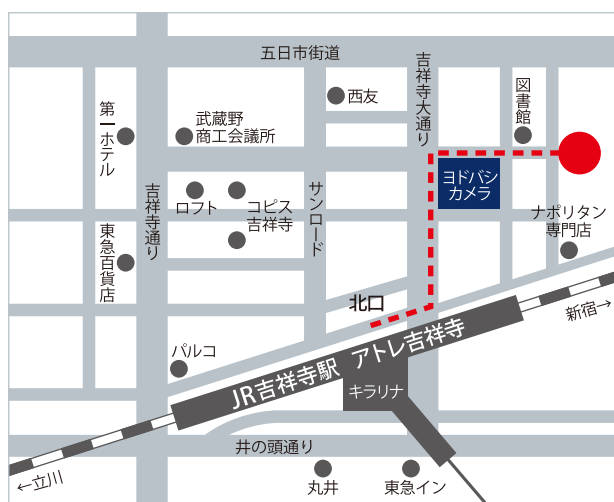 五日市街道
吉祥寺大通り
西友
図書館
第一ホテル
武蔵野
商工会議所
ヨドバシ
カメラ
吉祥寺通り
ロフト
コピス
吉祥寺
サンロード
ナポリタン
専門店
東急百貨店
北口
新宿→
パルコ
JR吉祥寺駅 アトレ吉祥寺
キラリナ
井の頭通り
←立川
丸井
東急イン